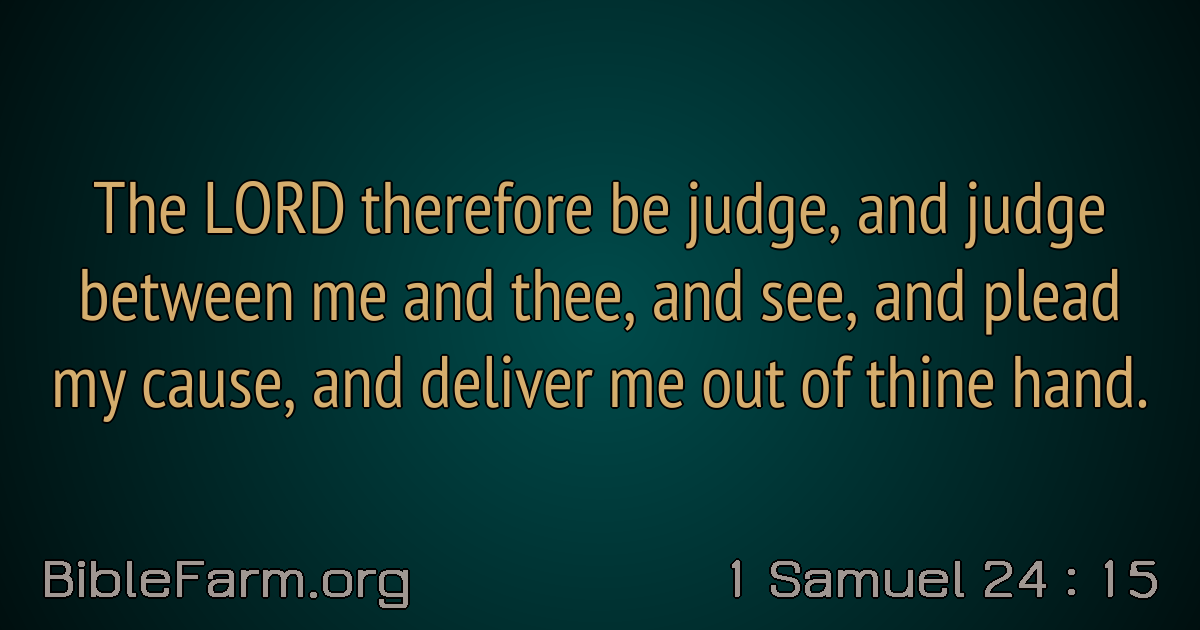 The LORD therefore be judge, and judge
between me and thee, and see, and plead
my cause, and deliver me out of thine hand.
BibleFarm.org
1 Samuel 24 : 15